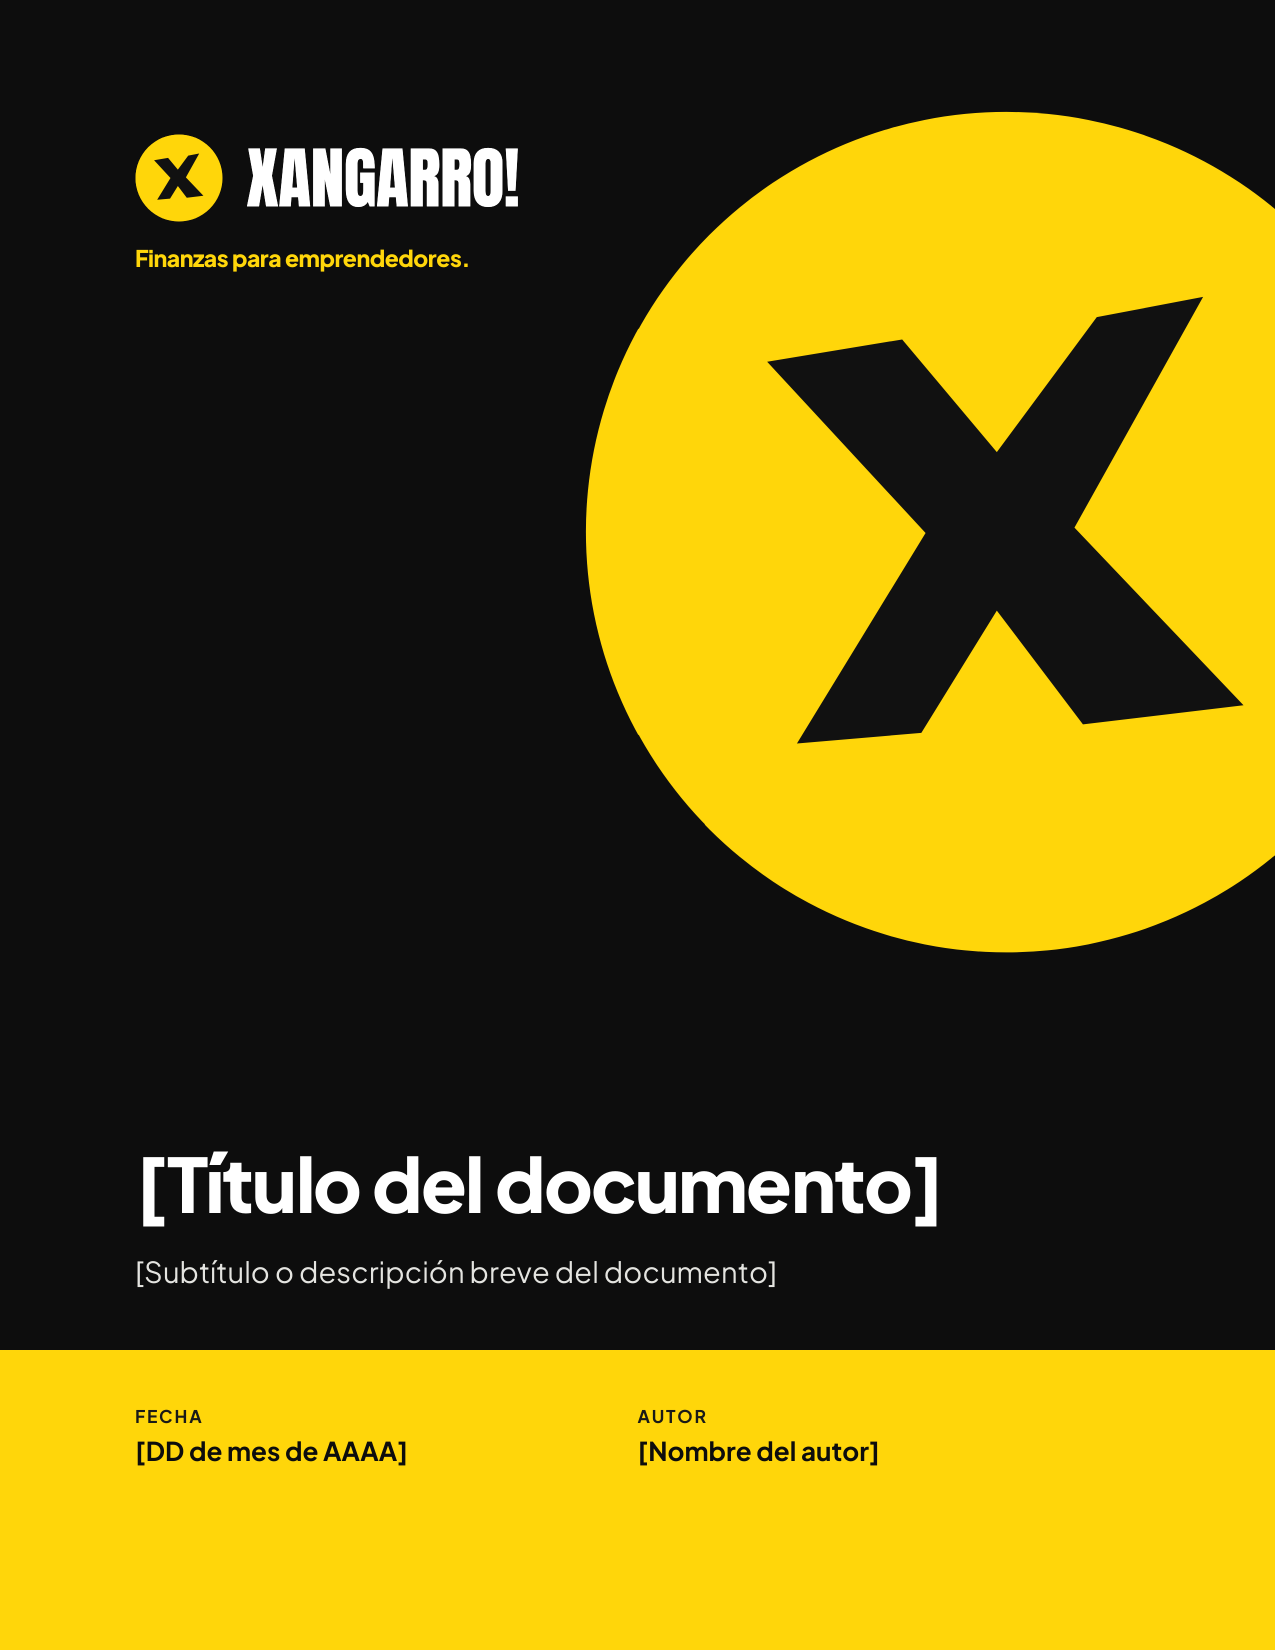 X XANGARRO!
Finanzas para emprendedores.
X
[Título del documento]
[Subtítulo o descripción breve del documento]
FECHA
[DD de mes de AAAA]
AUTOR
[Nombre del autor]